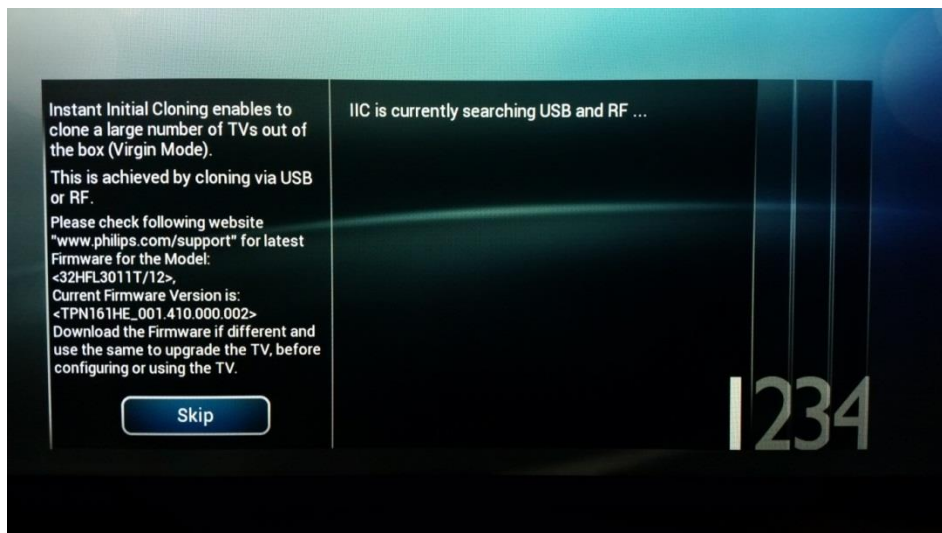 Instant Initial Cloning enables to
clone a large number of TVs out of
the box (Virgin Mode).
This is achieved by cloning via USB
or RF.
Please check following website
"www.philips.com/support" for latest
Firmware for the Model:
<32HFL3011T/12>,
Current Firmware Version is:
<TPN161HE_001.410.000.002>
Download the Firmware if different and
use the same to upgrade the TV, before
configuring or using the TV.
Skip
IIC is currently searching USB and RF ...
1234